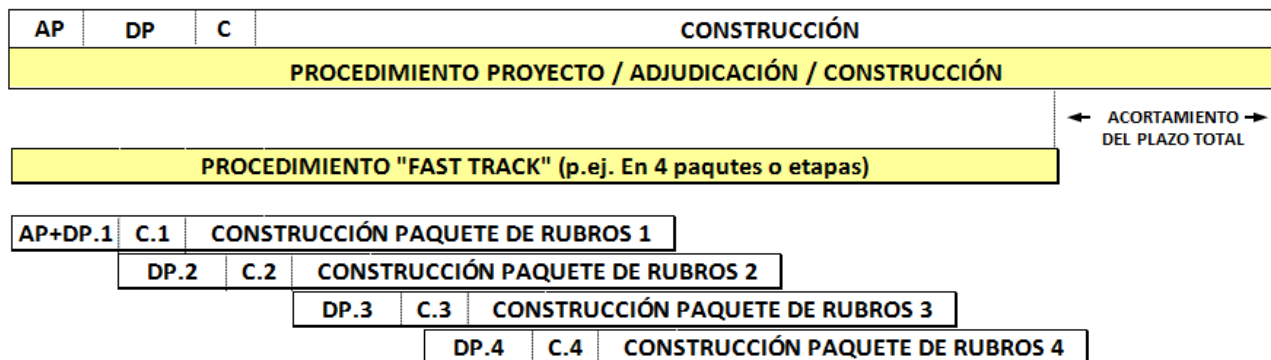 AP DP C CONSTRUCCIÓN
PROCEDIMIENTO PROYECTO / ADJUDICACIÓN / CONSTRUCCIÓN
ACORTAMIENTO
DEL PLAZO TOTAL
PROCEDIMIENTO "FAST TRACK" (p.ej. En 4 paqutes o etapas)
AP+DP.1 C.1 CONSTRUCCIÓN PAQUETE DE RUBROS 1
DP.2 C.2 CONSTRUCCIÓN PAQUETE DE RUBROS 2
DP.3 C.3 CONSTRUCCIÓN PAQUETE DE RUBROS 3
DP.4 C.4 CONSTRUCCIÓN PAQUETE DE RUBROS 4